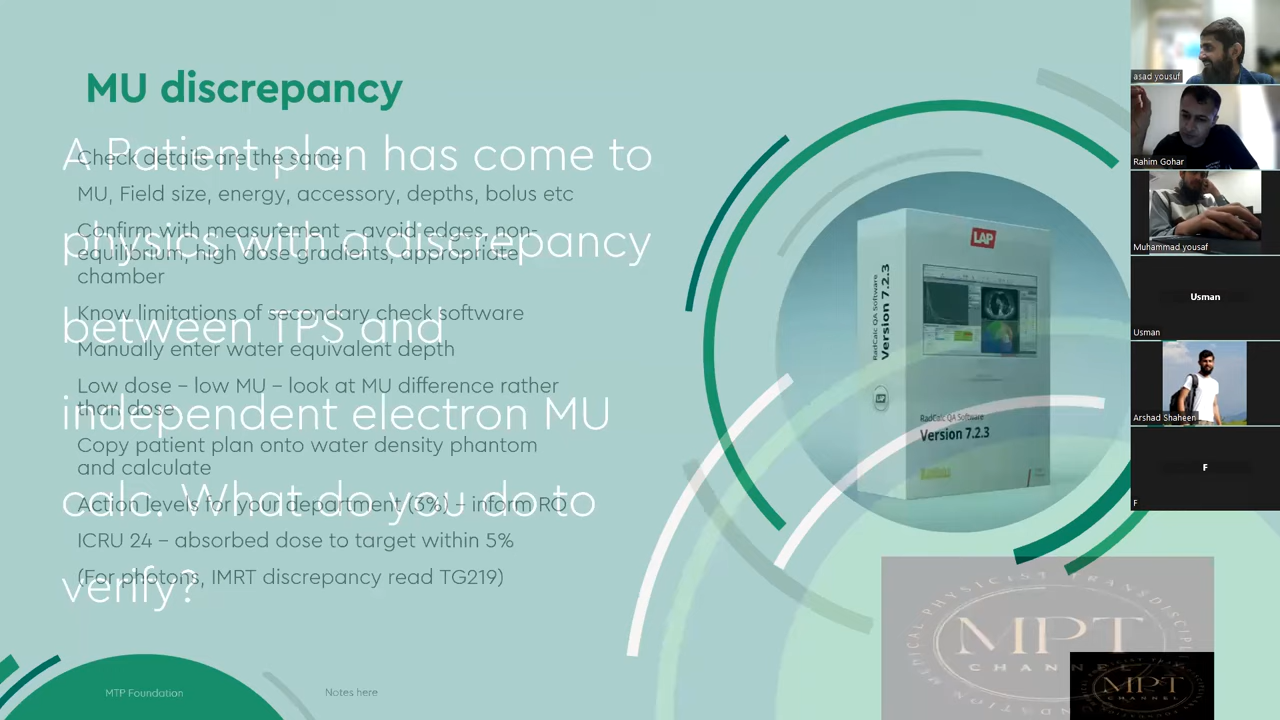 MU discrepancy
A Patient plan has come to
physics with a discrepancy
between TPS and
independent electron MU
calc. What do you do to
verify?
Check details are the same
MU, Field size, energy, accessory, depths, bolus etc
Confirm with measurement – avoid edges, non-
equilibrium, high dose gradients, appropriate
chamber
Know limitations of secondary check software
Manually enter water equivalent depth
Low dose – low MU – look at MU difference rather
than dose
Copy patient plan onto water density phantom
and calculate
Action levels for your department (3%) – inform RO
ICRU 24 – absorbed dose to target within 5%
(For photons, IMRT discrepancy read TG219)
LAP
RadCalc QA Software
Version 7.2.3
RadCalc QA Software
Version 7.2.3
MTP Foundation
Notes here
MPT
CHANNEL
MPT
CHANNEL
asad yousuf
Rahim Gohar
Muhammad yousaf
Usman
Usman
Arshad Shaheen
F
F